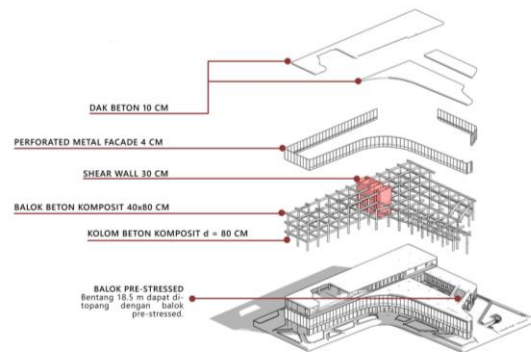 DAK BETON 10 CM
PERFORATED METAL FACADE 4 CM
SHEAR WALL 30 CM
BALOK BETON KOMPOSIT 40x80 CM
KOLOM BETON KOMPOSIT d = 80 CM
BALOK PRE-STRESSED
Bentang 18.5 m dapat di-
topang dengan balok
pre-stressed.